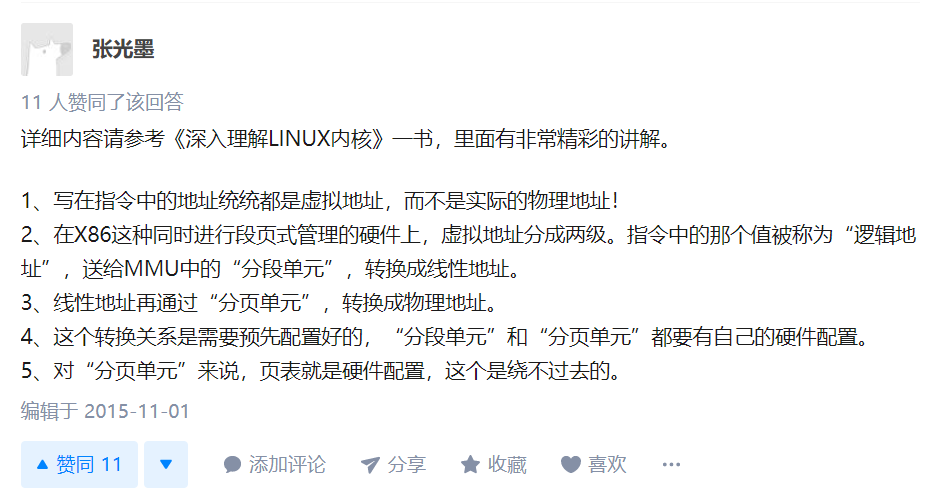 张光墨
11 人赞同了该回答
详细内容请参考《深入理解LINUX内核》一书，里面有非常精彩的讲解。
1、写在指令中的地址统统都是虚拟地址，而不是实际的物理地址！
2、在X86这种同时进行段页式管理的硬件上，虚拟地址分成两级。指令中的那个值被称为“逻辑地
址”，送给MMU中的“分段单元”，转换成线性地址。
3、线性地址再通过“分页单元”，转换成物理地址。
4、这个转换关系是需要预先配置好的，“分段单元”和“分页单元”都要有自己的硬件配置。
5、对“分页单元”来说，页表就是硬件配置，这个是绕不过去的。
编辑于 2015-11-01
赞同 11 添加评论 分享 收藏 喜欢 ···